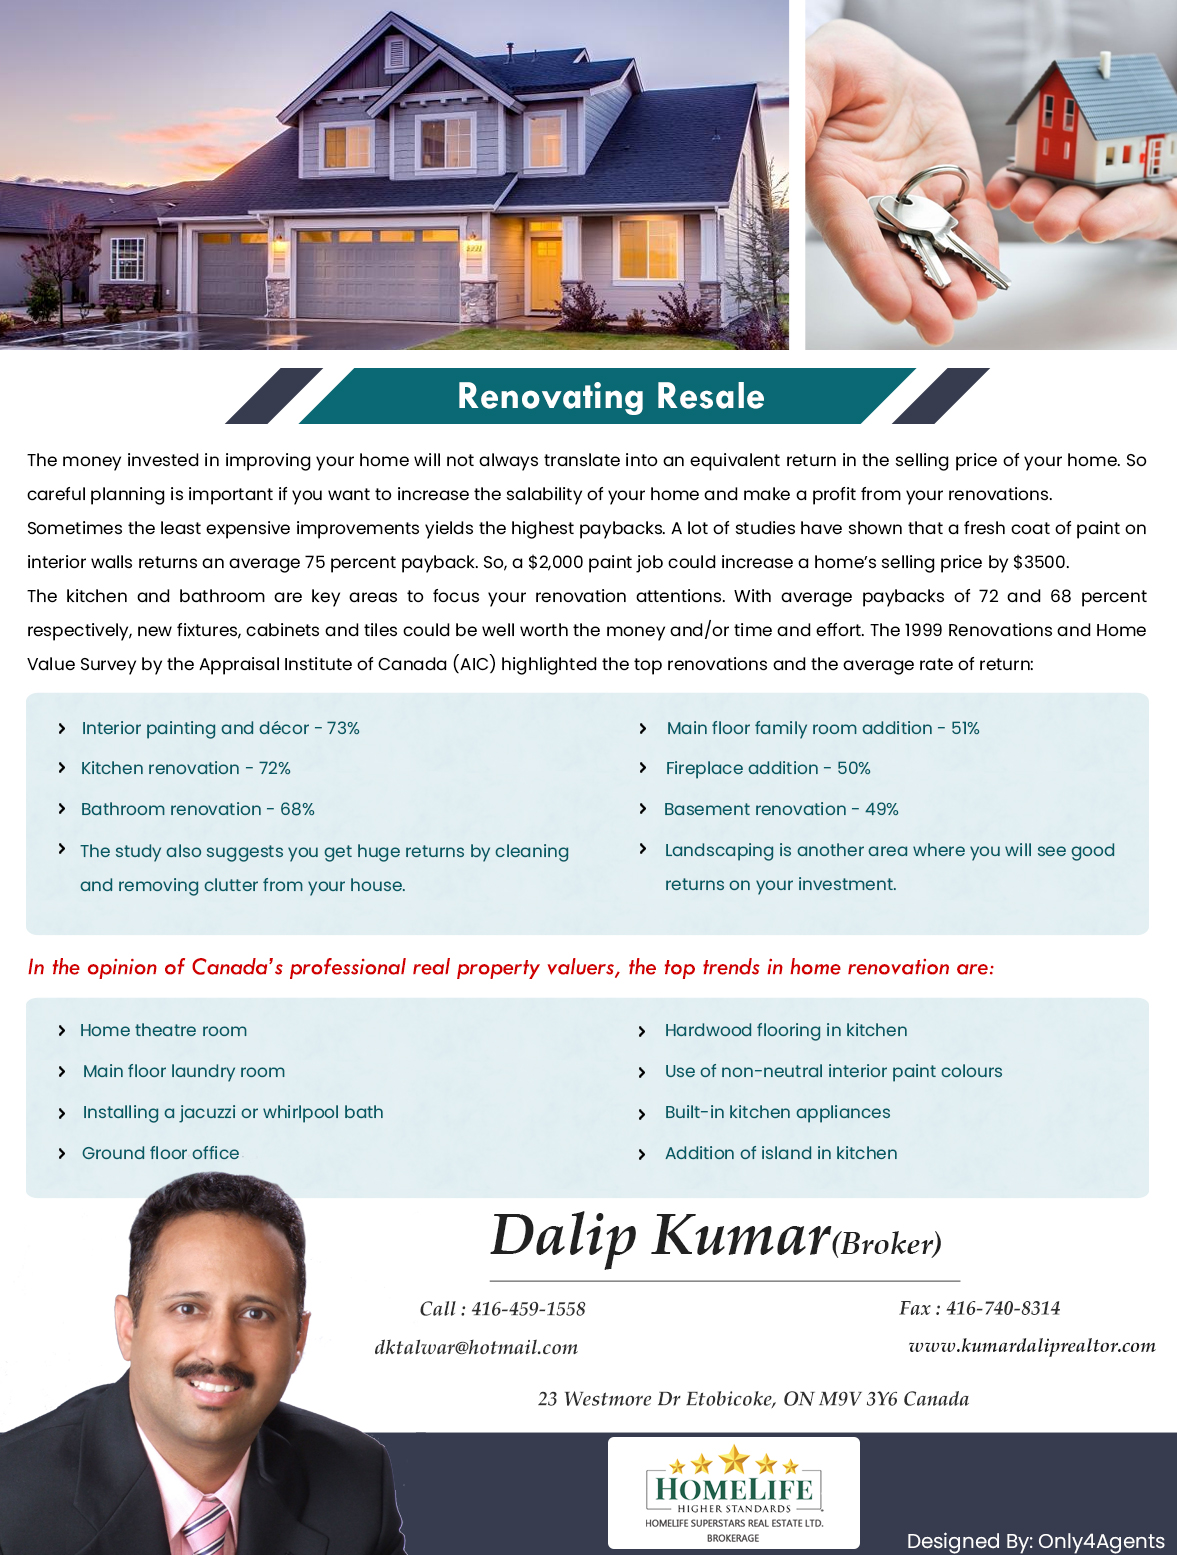 Renovating Resale
The money invested in improving your home will not always translate into an equivalent return in the selling price of your home. So
careful planning is important if you want to increase the salability of your home and make a profit from your renovations.
Sometimes the least expensive improvements yields the highest paybacks. A lot of studies have shown that a fresh coat of paint on
interior walls returns an average 75 percent payback. So, a $2,000 paint job could increase a home's selling price by $3500.
The kitchen and bathroom are key areas to focus your renovation attentions. With average paybacks of 72 and 68 percent
respectively, new fixtures, cabinets and tiles could be well worth the money and/or time and effort. The 1999 Renovations and Home
Value Survey by the Appraisal Institute of Canada (AIC) highlighted the top renovations and the average rate of return:
Interior painting and décor - 73%
Kitchen renovation - 72%
Bathroom renovation - 68%
The study also suggests you get huge returns by cleaning
and removing clutter from your house.
Main floor family room addition - 51%
Fireplace addition - 50%
Basement renovation - 49%
Landscaping is another area where you will see good
returns on your investment.
In the opinion of Canada's professional real property valuers, the top trends in home renovation are:
Home theatre room
Main floor laundry room
Installing a jacuzzi or whirlpool bath
Ground floor office
Hardwood flooring in kitchen
Use of non-neutral interior paint colours
Built-in kitchen appliances
Addition of island in kitchen
Dalip Kumar(Broker)
Call : 416-459-1558
Fax : 416-740-8314
dktalwar@hotmail.com
www.kumardaliprealtor.com
23 Westmore Dr Etobicoke, ON M9V 3Y6 Canada
HOMELIFE
HIGHER STANDARDS
HOMELIFE SUPERSTARS REAL ESTATE LTD.
BROKERAGE
Designed By: Only4Agents